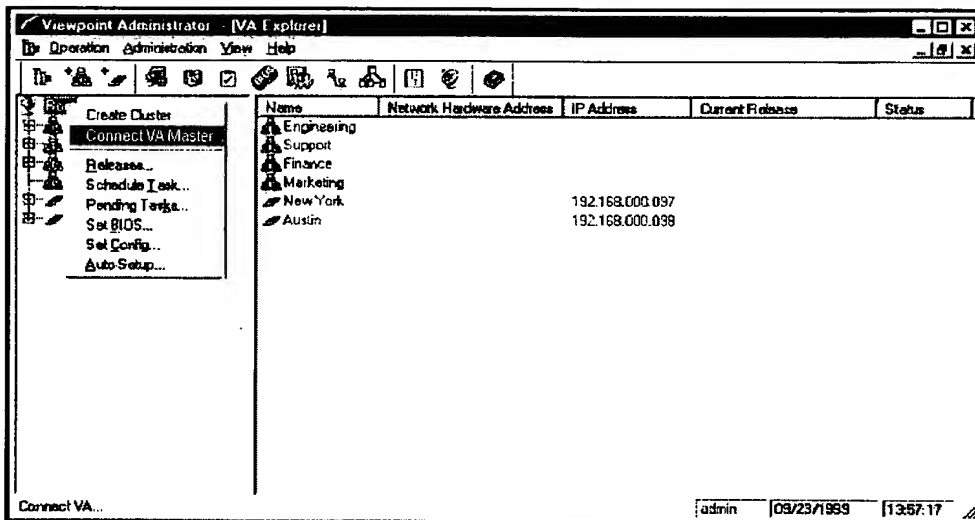 Viewpoint Administrator - [VA Explorer]
Operation Administration View Help
Create Cluster
Connect VA Master
Releases...
Schedule Task...
Pending Tasks...
Set BIOS...
Set Config...
Auto-Setup...
Name Network Hardware Address IP Address Current Release Status
Engineering
Support
Finance
Marketing
New York 192.168.000.097
Austin 192.168.000.098
Connect VA...
admin 09/23/1999 13:57:17